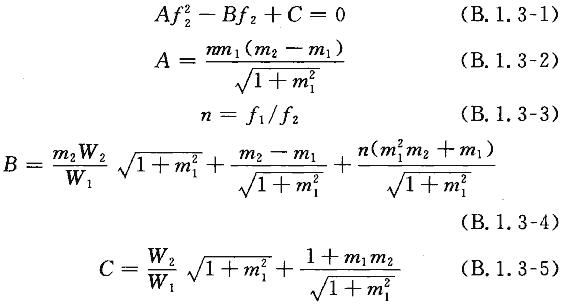 Af₂² − Bf₂ + C = 0 (B.1.3-1)
A = nm₁(m₂ − m₁) / √(1 + m₁²) (B.1.3-2)
n = f₁/f₂ (B.1.3-3)
B = (m₂W₂ / W₁) √(1 + m₁²) + (m₂ − m₁) / √(1 + m₁²) + n(m₁²m₂ + m₁) / √(1 + m₁²)
(B.1.3-4)
C = (W₂ / W₁) √(1 + m₁²) + (1 + m₁m₂) / √(1 + m₁²) (B.1.3-5)